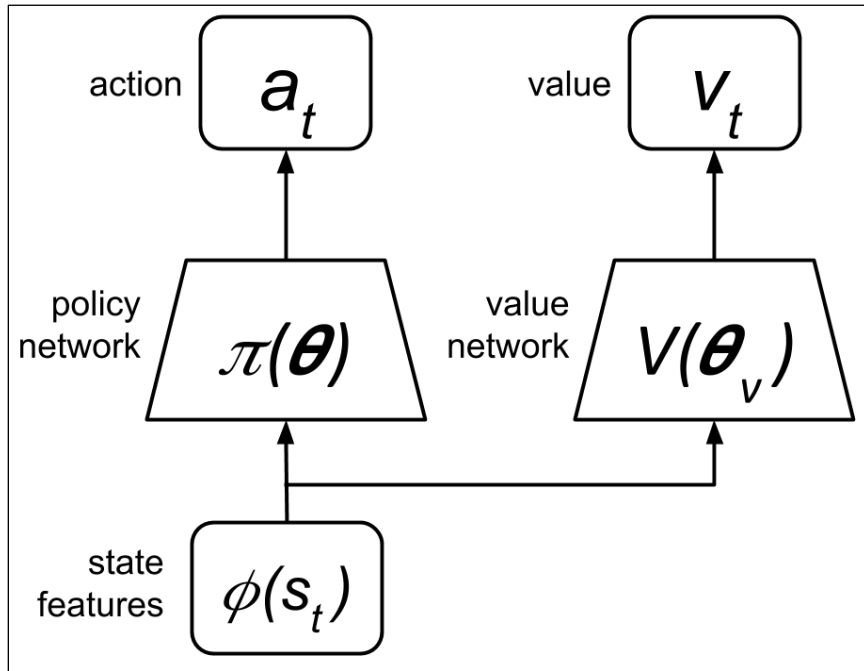 action
a_t
value
v_t
policy
network
π(θ)
value
network
V(θ_v)
state
features
ϕ(s_t)